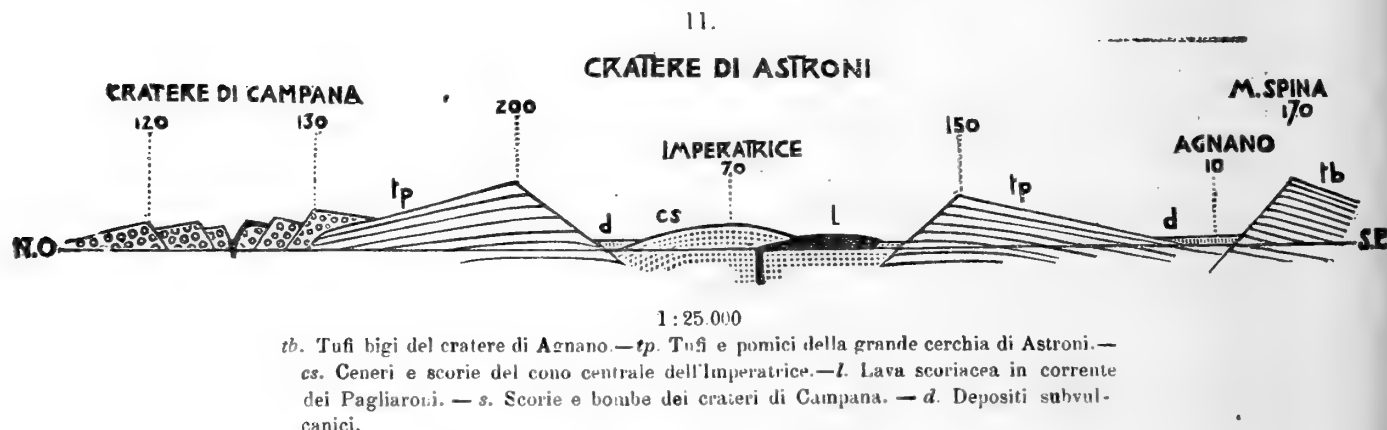 11.
CRATERE DI ASTRONI
CRATERE DI CAMPANA
M. SPINA
120 130 200 IMPERATRICE 150 AGNANO 170
70 10
tp d cs l tp d tb
N.O S.E
1:25.000
tb. Tufi bigi del cratere di Agnano.—tp. Tufi e pomici della grande cerchia di Astroni.—
cs. Ceneri e scorie del cono centrale dell'Imperatrice.—l. Lava scoriacea in corrente
dei Pagliaroni. — s. Scorie e bombe dei crateri di Campana. — d. Depositi subvul-
canici.